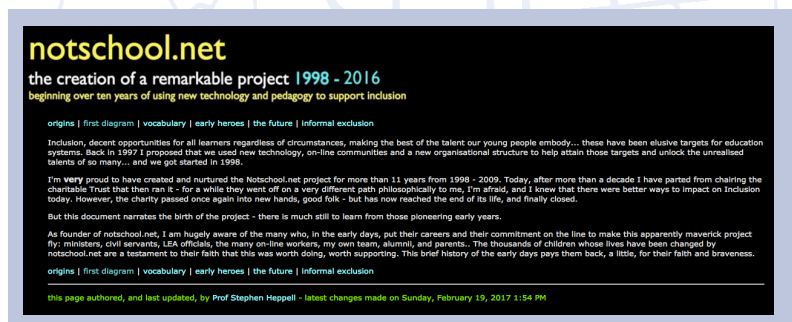 notschool.net
the creation of a remarkable project 1998 - 2016
beginning over ten years of using new technology and pedagogy to support inclusion
origins | first diagram | vocabulary | early heroes | the future | informal exclusion
Inclusion, decent opportunities for all learners regardless of circumstances, making the best of the talent our young people embody... these have been elusive targets for education
systems. Back in 1997 I proposed that we used new technology, on-line communities and a new organisational structure to help attain those targets and unlock the unrealised
talents of so many... and we got started in 1998.
I'm very proud to have created and nurtured the Notschool.net project for more than 11 years from 1998 - 2009. Today, after more than a decade I have parted from chairing the
charitable Trust that then ran it - for a while they went off on a very different path philosophically to me, I'm afraid, and I knew that there were better ways to impact on Inclusion
today. However, the charity passed once again into new hands, good folk - but has now reached the end of its life, and finally closed.
But this document narrates the birth of the project - there is much still to learn from those pioneering early years.
As founder of notschool.net, I am hugely aware of the many who, in the early days, put their careers and their commitment on the line to make this apparently maverick project
fly: ministers, civil servants, LEA officials, the many on-line workers, my own team, alumnii, and parents.. The thousands of children whose lives have been changed by
notschool.net are a testament to their faith that this was worth doing, worth supporting. This brief history of the early days pays them back, a little, for their faith and braveness.
origins | first diagram | vocabulary | early heroes | the future | informal exclusion
this page authored, and last updated, by Prof Stephen Heppell - latest changes made on Sunday, February 19, 2017 1:54 PM